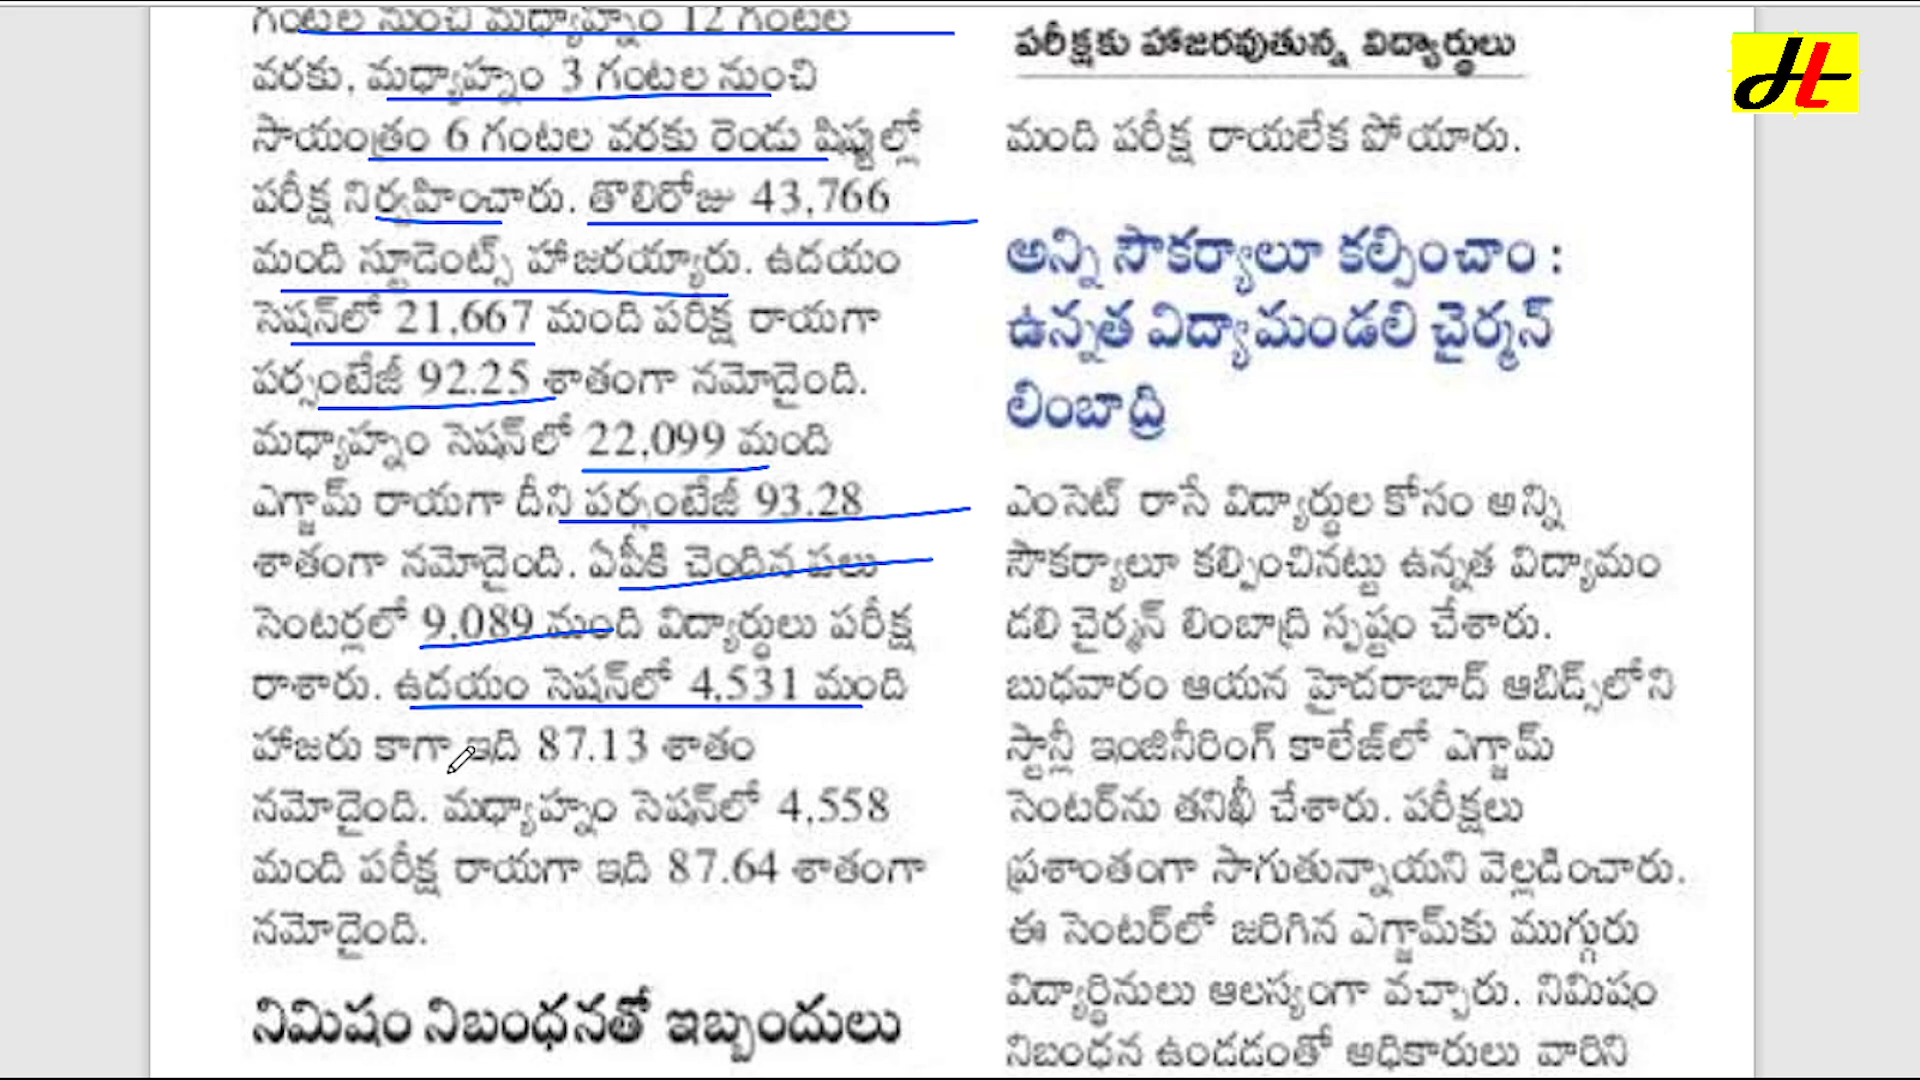 గంటల నుంచి మధ్యాహ్నం 12 గంటల
వరకు, మధ్యాహ్నం 3 గంటల నుంచి
సాయంత్రం 6 గంటల వరకు రెండు షిఫ్టుల్లో
పరీక్ష నిర్వహించారు. తొలిరోజు 43,766
మంది స్టూడెంట్స్ హాజరయ్యారు. ఉదయం
సెషన్‌లో 21,667 మంది పరీక్ష రాయగా
పర్సంటేజీ 92.25 శాతంగా నమోదైంది.
మధ్యాహ్నం సెషన్‌లో 22,099 మంది
ఎగ్జామ్ రాయగా దీని పర్సంటేజీ 93.28
శాతంగా నమోదైంది. ఏపీకి చెందిన పలు
సెంటర్లలో 9,089 మంది విద్యార్థులు పరీక్ష
రాశారు. ఉదయం సెషన్‌లో 4,531 మంది
హాజరు కాగా ఇది 87.13 శాతం
నమోదైంది. మధ్యాహ్నం సెషన్‌లో 4,558
మంది పరీక్ష రాయగా ఇది 87.64 శాతంగా
నమోదైంది.
నిమిషం నిబంధనతో ఇబ్బందులు
పరీక్షకు హాజరవుతున్న విద్యార్థులు
మంది పరీక్ష రాయలేక పోయారు.
అన్ని సౌకర్యాలూ కల్పించాం :
ఉన్నత విద్యామండలి చైర్మన్
లింబాద్రి
ఎంసెట్ రాసే విద్యార్థుల కోసం అన్ని
సౌకర్యాలూ కల్పించినట్టు ఉన్నత విద్యామం
డలి చైర్మన్ లింబాద్రి స్పష్టం చేశారు.
బుధవారం ఆయన హైదరాబాద్ ఆబిడ్స్‌లోని
స్టాన్లీ ఇంజినీరింగ్ కాలేజ్‌లో ఎగ్జామ్
సెంటర్‌ను తనిఖీ చేశారు. పరీక్షలు
ప్రశాంతంగా సాగుతున్నాయని వెల్లడించారు.
ఈ సెంటర్‌లో జరిగిన ఎగ్జామ్‌కు ముగ్గురు
విద్యార్థినులు ఆలస్యంగా వచ్చారు. నిమిషం
నిబంధన ఉండడంతో అధికారులు వారిని